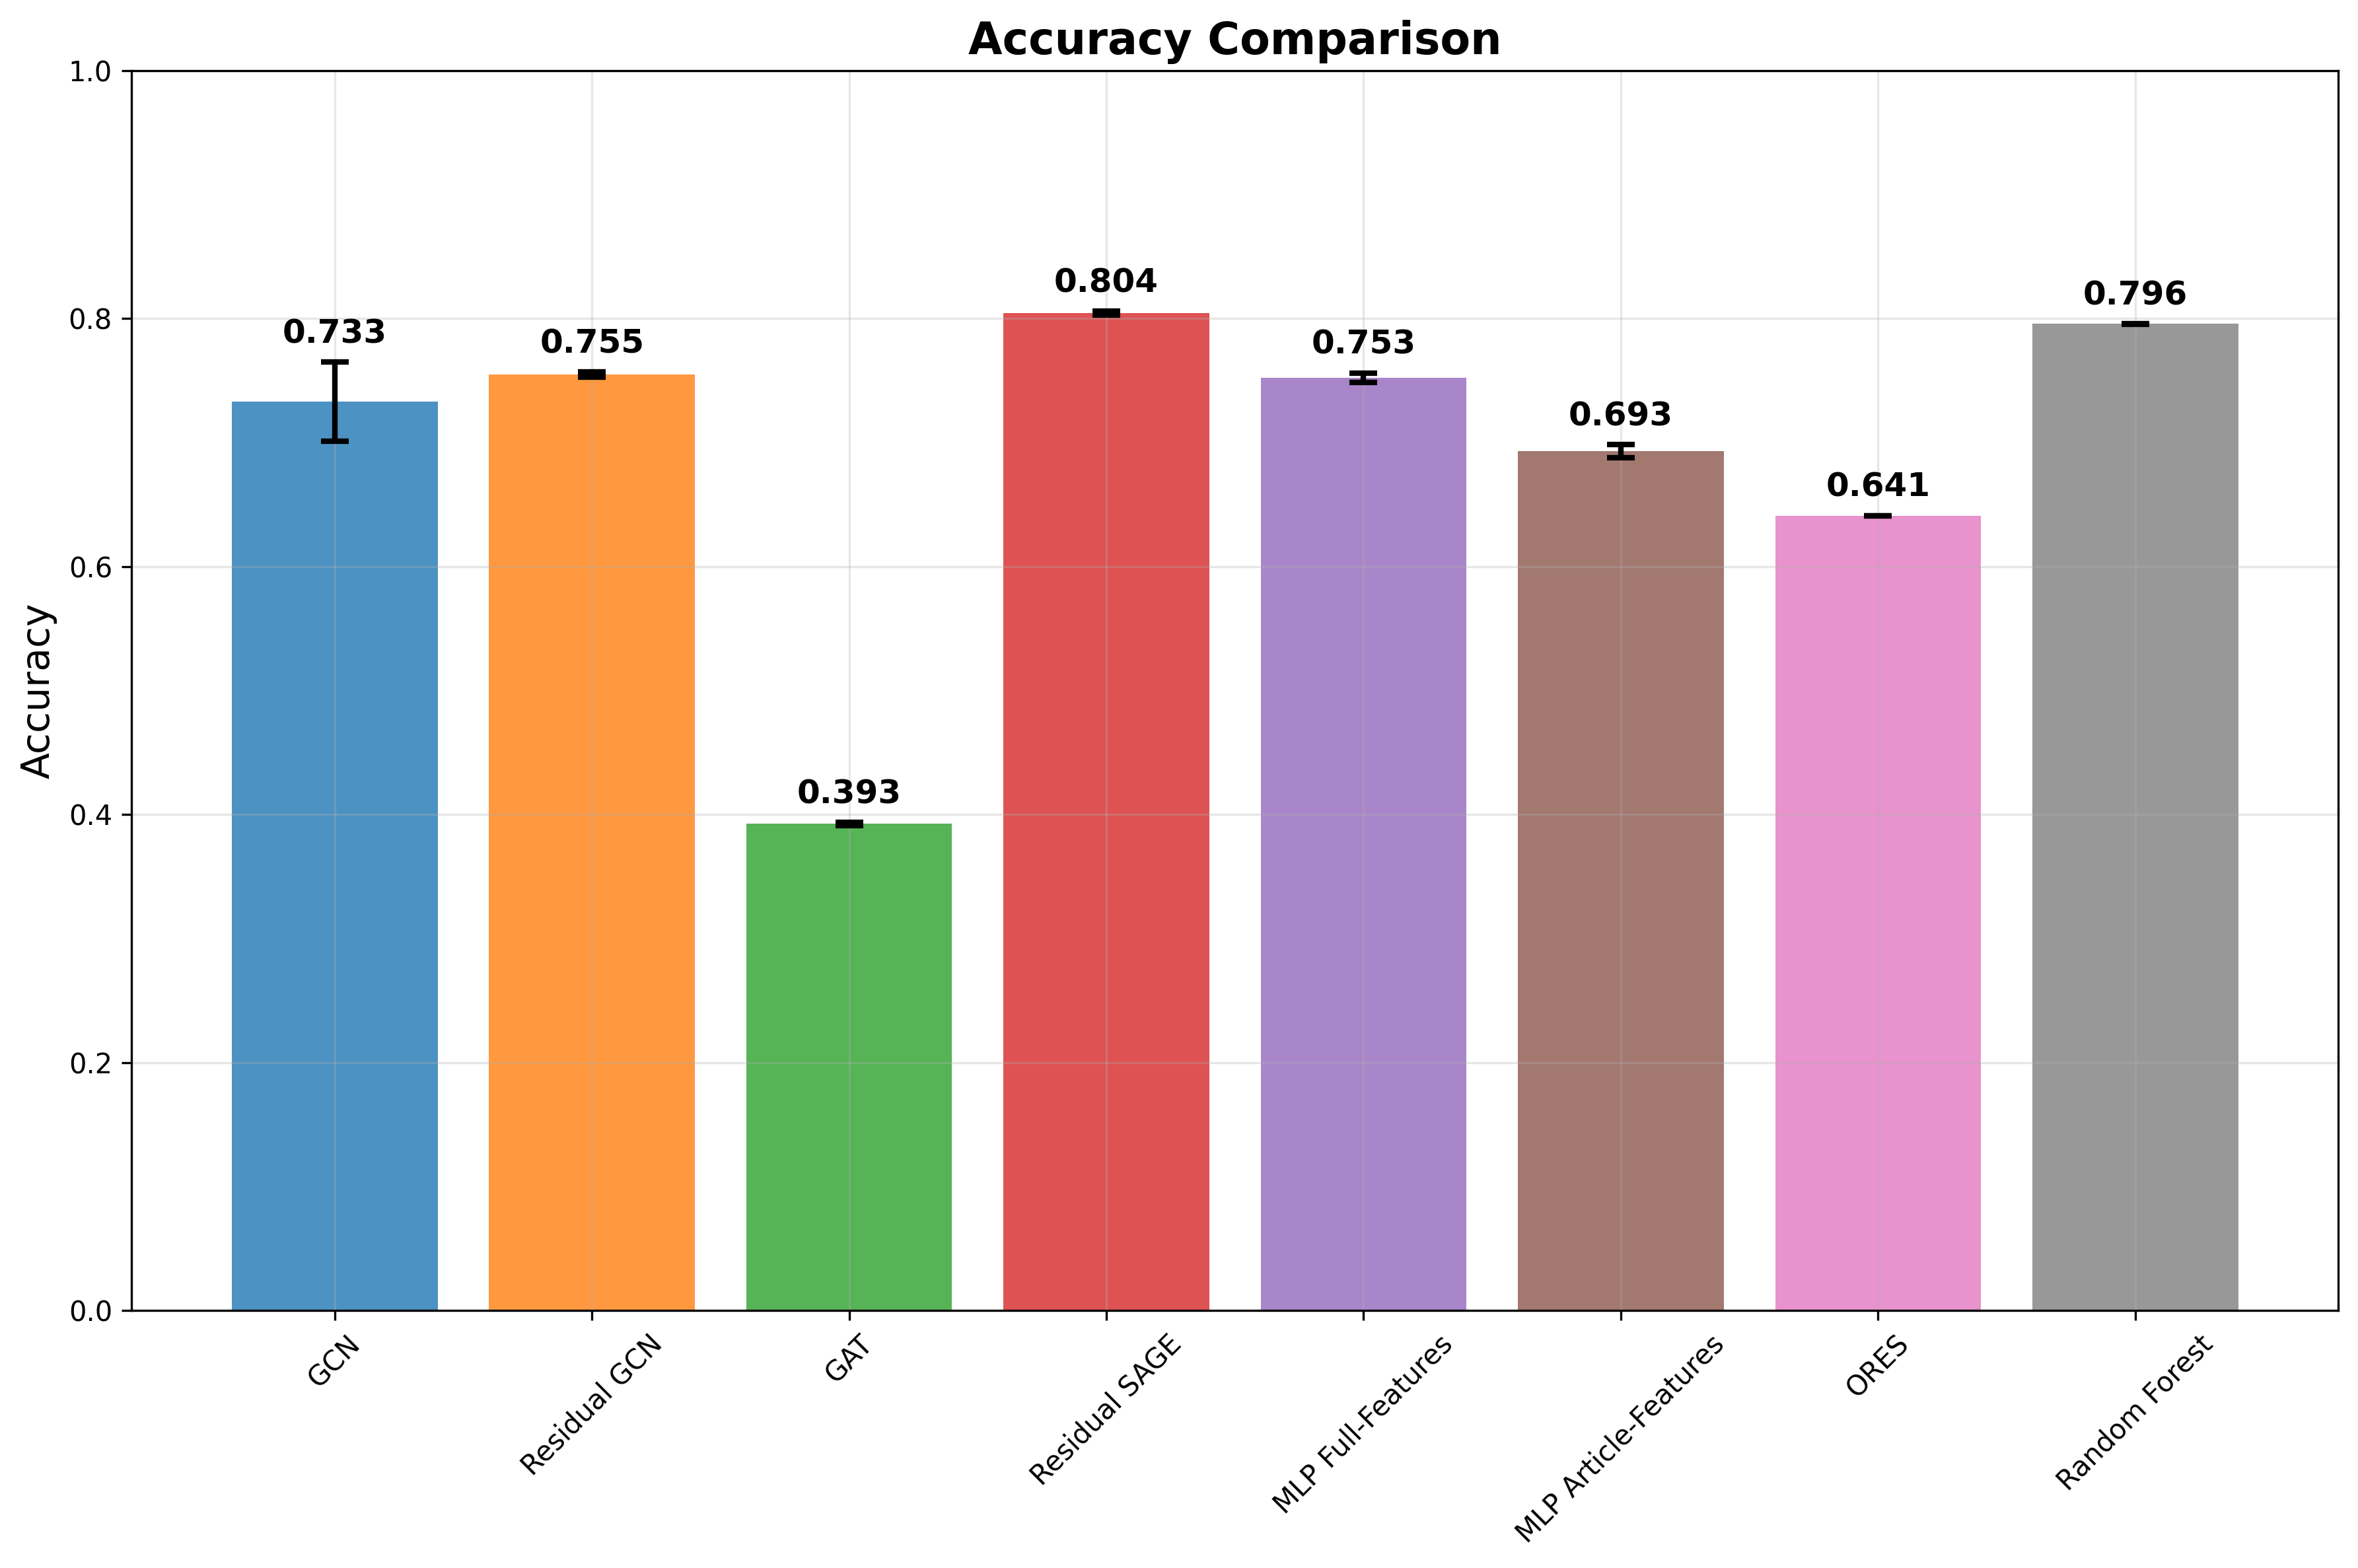 Accuracy Comparison
1.0
0.8
0.6
0.4
0.2
0.0
Accuracy
0.733
0.755
0.393
0.804
0.753
0.693
0.641
0.796
GCN
Residual GCN
GAT
Residual SAGE
MLP Full-Features
MLP Article-Features
ORES
Random Forest